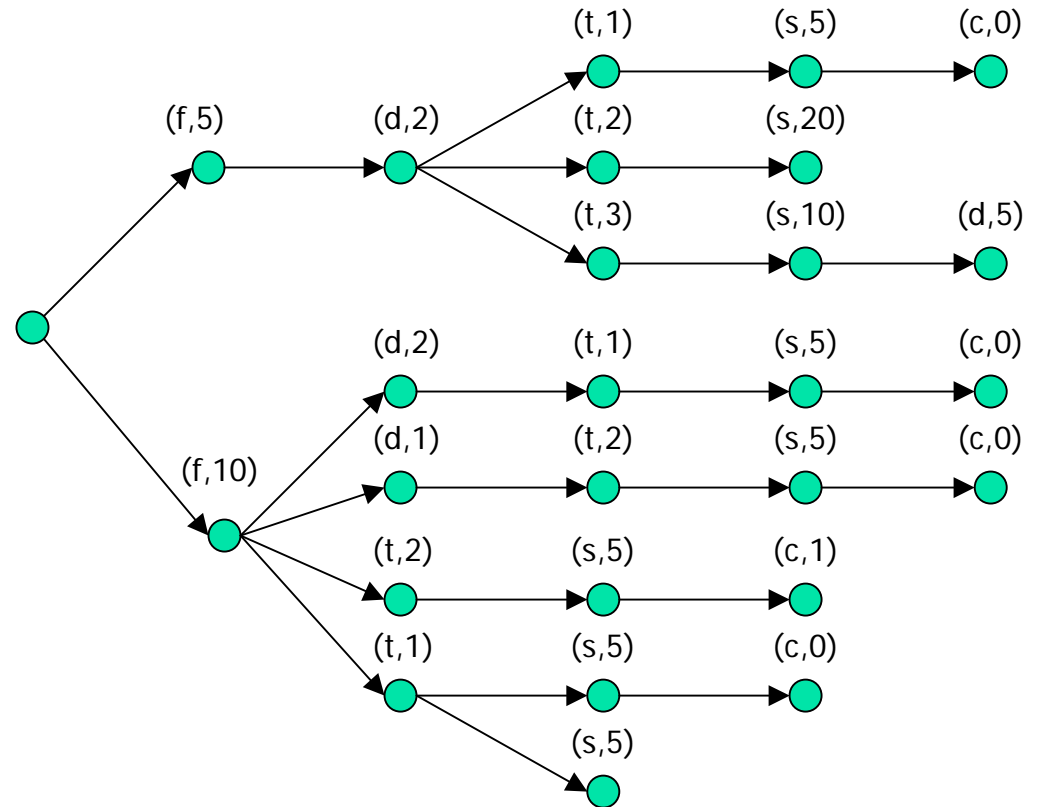 (t,1) (s,5) (c,0)
(f,5) (d,2) (t,2) (s,20)
(t,3) (s,10) (d,5)
(d,2) (t,1) (s,5) (c,0)
(d,1) (t,2) (s,5) (c,0)
(f,10)
(t,2) (s,5) (c,1)
(t,1) (s,5) (c,0)
(s,5)